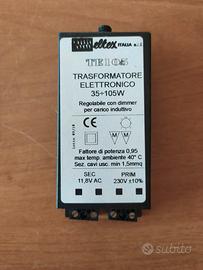 eltex ITALIA s.r.l.
TE105
TRASFORMATORE
ELETTRONICO
35÷105W
Regolabile con dimmer
per carico induttivo
Fattore di potenza 0,95
max temp. ambiente 40° C
Sez. cavi usc. min 1,5mmq
SEC PRIM
11,8V AC 230V ±10%
subito